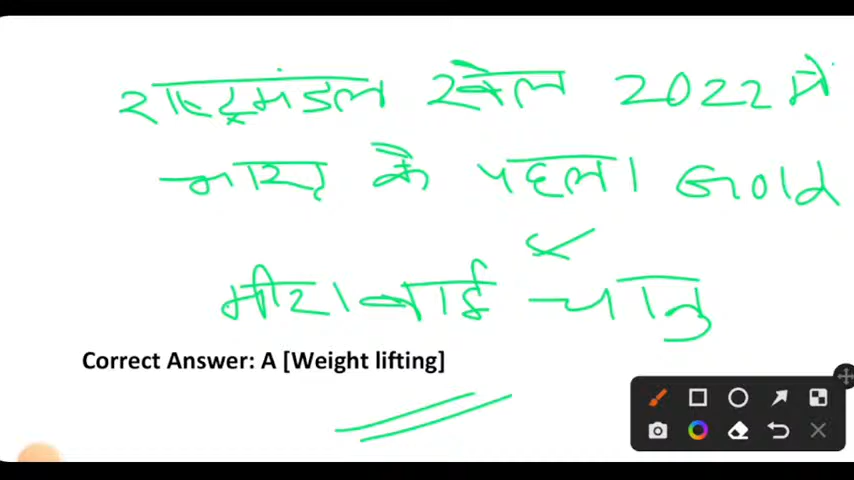 राष्ट्रमंडल खेल 2022 में
भारत के पहला Gold
मीराबाई चानु
Correct Answer: A [Weight lifting]